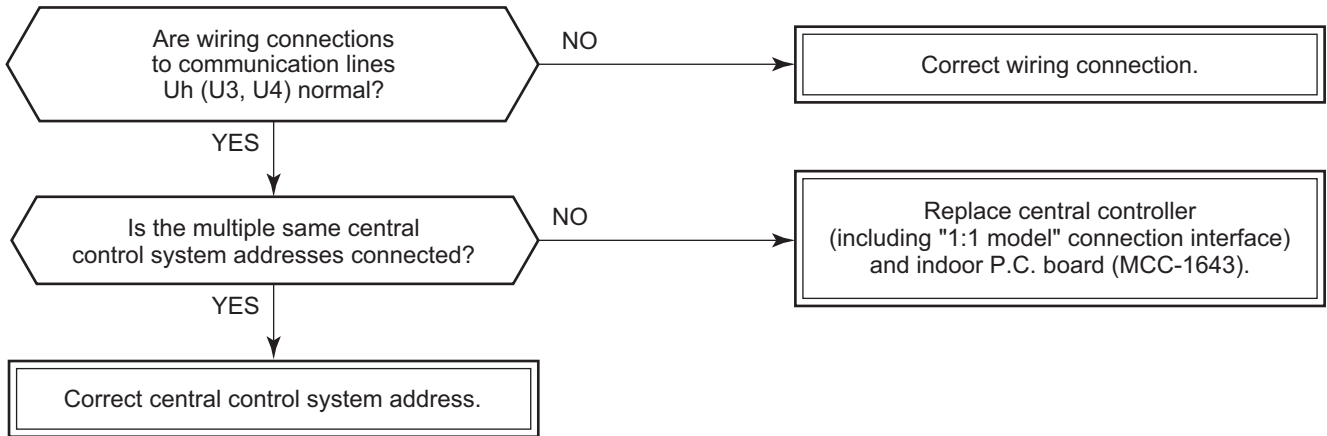 Are wiring connections
to communication lines
Uh (U3, U4) normal?
NO
Correct wiring connection.
YES
Is the multiple same central
control system addresses connected?
NO
Replace central controller
(including "1:1 model" connection interface)
and indoor P.C. board (MCC-1643).
YES
Correct central control system address.